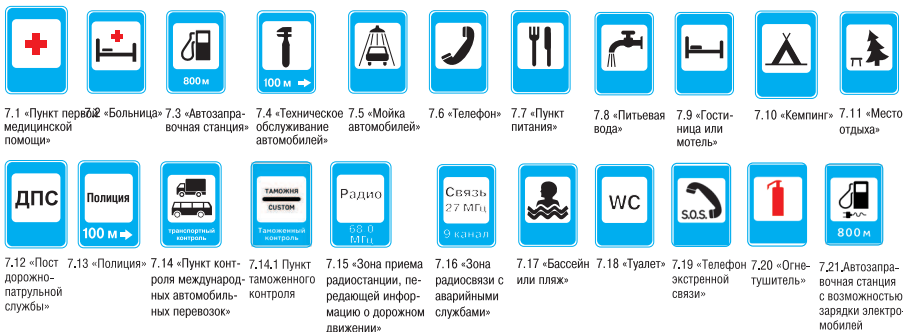 800 м
100 м
7.1 «Пункт первой
медицинской
помощи»
7.2 «Больница»
7.3 «Автозапра-
вочная станция»
7.4 «Техническое
обслуживание
автомобилей»
7.5 «Мойка
автомобилей»
7.6 «Телефон»
7.7 «Пункт
питания»
7.8 «Питьевая
вода»
7.9 «Гости-
ница или
мотель»
7.10 «Кемпинг»
7.11 «Место
отдыха»
ДПС
Полиция
100 м
транспортный
контроль
ТАМОЖНЯ
CUSTOM
Таможенный
контроль
Радио
68.0
МГц
Связь
27 МГц
9 канал
WC
S.O.S.
800 м
7.12 «Пост
дорожно-
патрульной
службы»
7.13 «Полиция»
7.14 «Пункт конт-
роля международ-
ных автомобиль-
ных перевозок»
7.14.1 Пункт
таможенного
контроля
7.15 «Зона приема
радиостанции, пе-
редающей инфор-
мацию о дорожном
движении»
7.16 «Зона
радиосвязи с
аварийными
службами»
7.17 «Бассейн
или пляж»
7.18 «Туалет»
7.19 «Телефон
экстренной
связи»
7.20 «Огне-
тушитель»
7.21 Автозапра-
вочная станция
с возможностью
зарядки электро-
мобилей